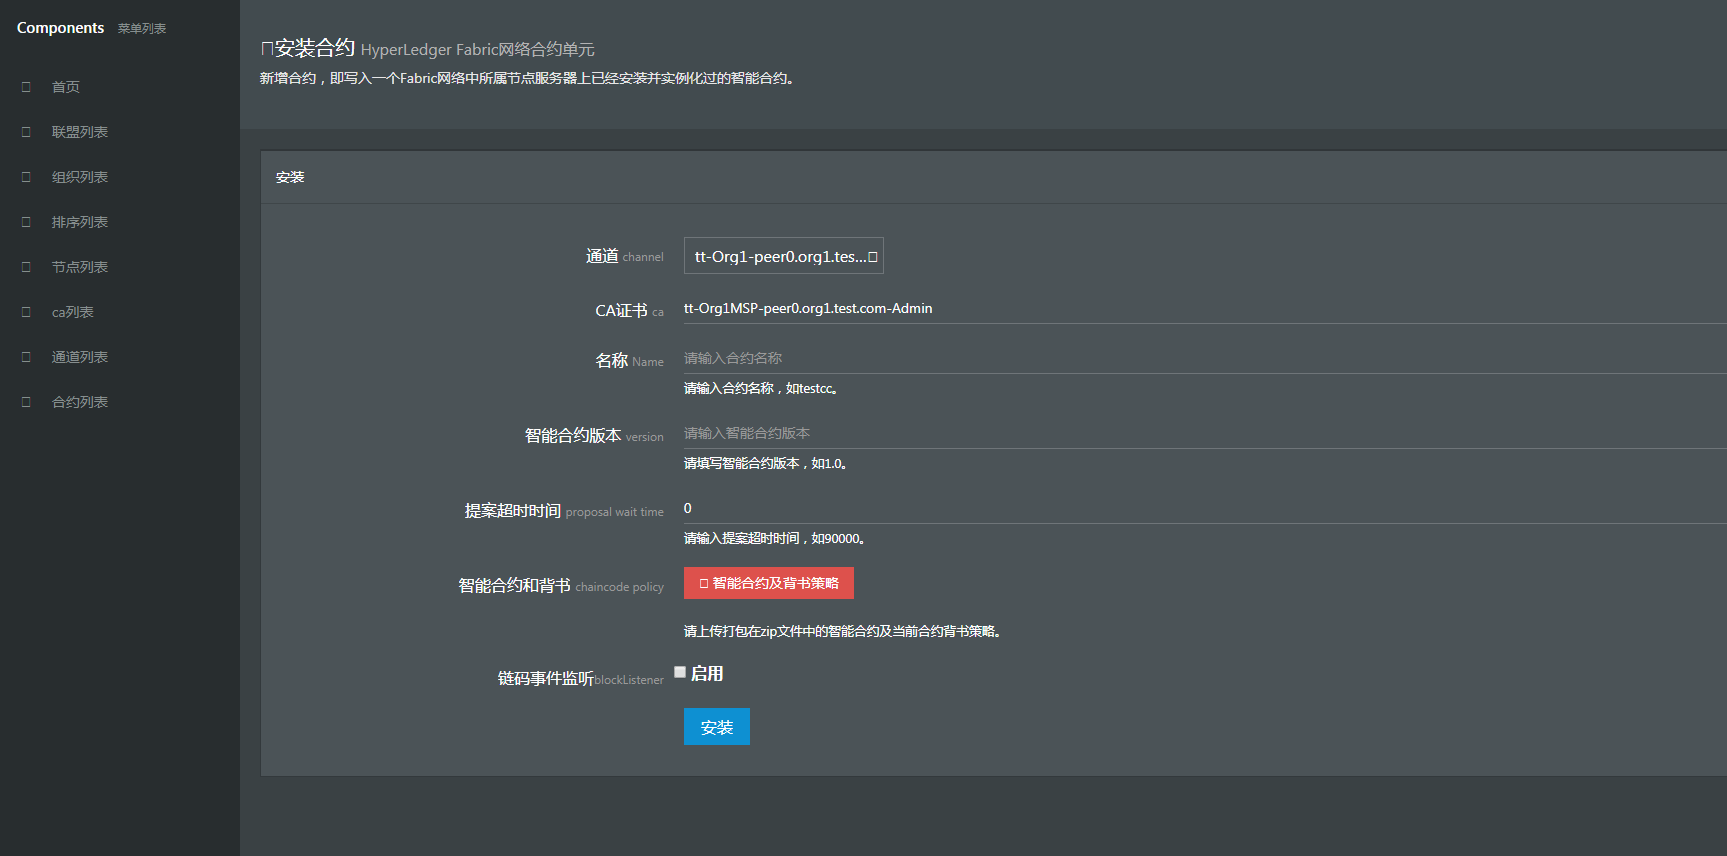 Components 菜单列表
首页
联盟列表
组织列表
排序列表
节点列表
ca列表
通道列表
合约列表
安装合约 HyperLedger Fabric网络合约单元
新增合约，即写入一个Fabric网络中所属节点服务器上已经安装并实例化过的智能合约。
安装
通道 channel tt-Org1-peer0.org1.tes...
CA证书 ca tt-Org1MSP-peer0.org1.test.com-Admin
名称 Name 请输入合约名称
请输入合约名称，如testcc。
智能合约版本 version 请输入智能合约版本
请填写智能合约版本，如1.0。
提案超时时间 proposal wait time 0
请输入提案超时时间，如90000。
智能合约和背书 chaincode policy 智能合约及背书策略
请上传打包在zip文件中的智能合约及当前合约背书策略。
链码事件监听blockListener 启用
安装